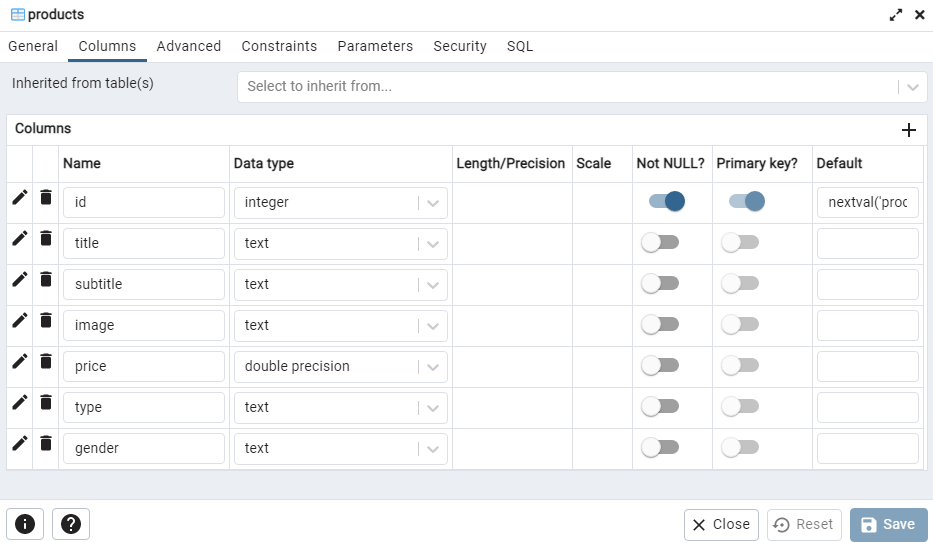 products
General Columns Advanced Constraints Parameters Security SQL
Inherited from table(s) Select to inherit from...
Columns
Name Data type Length/Precision Scale Not NULL? Primary key? Default
id integer nextval('proc
title text
subtitle text
image text
price double precision
type text
gender text
Close Reset Save